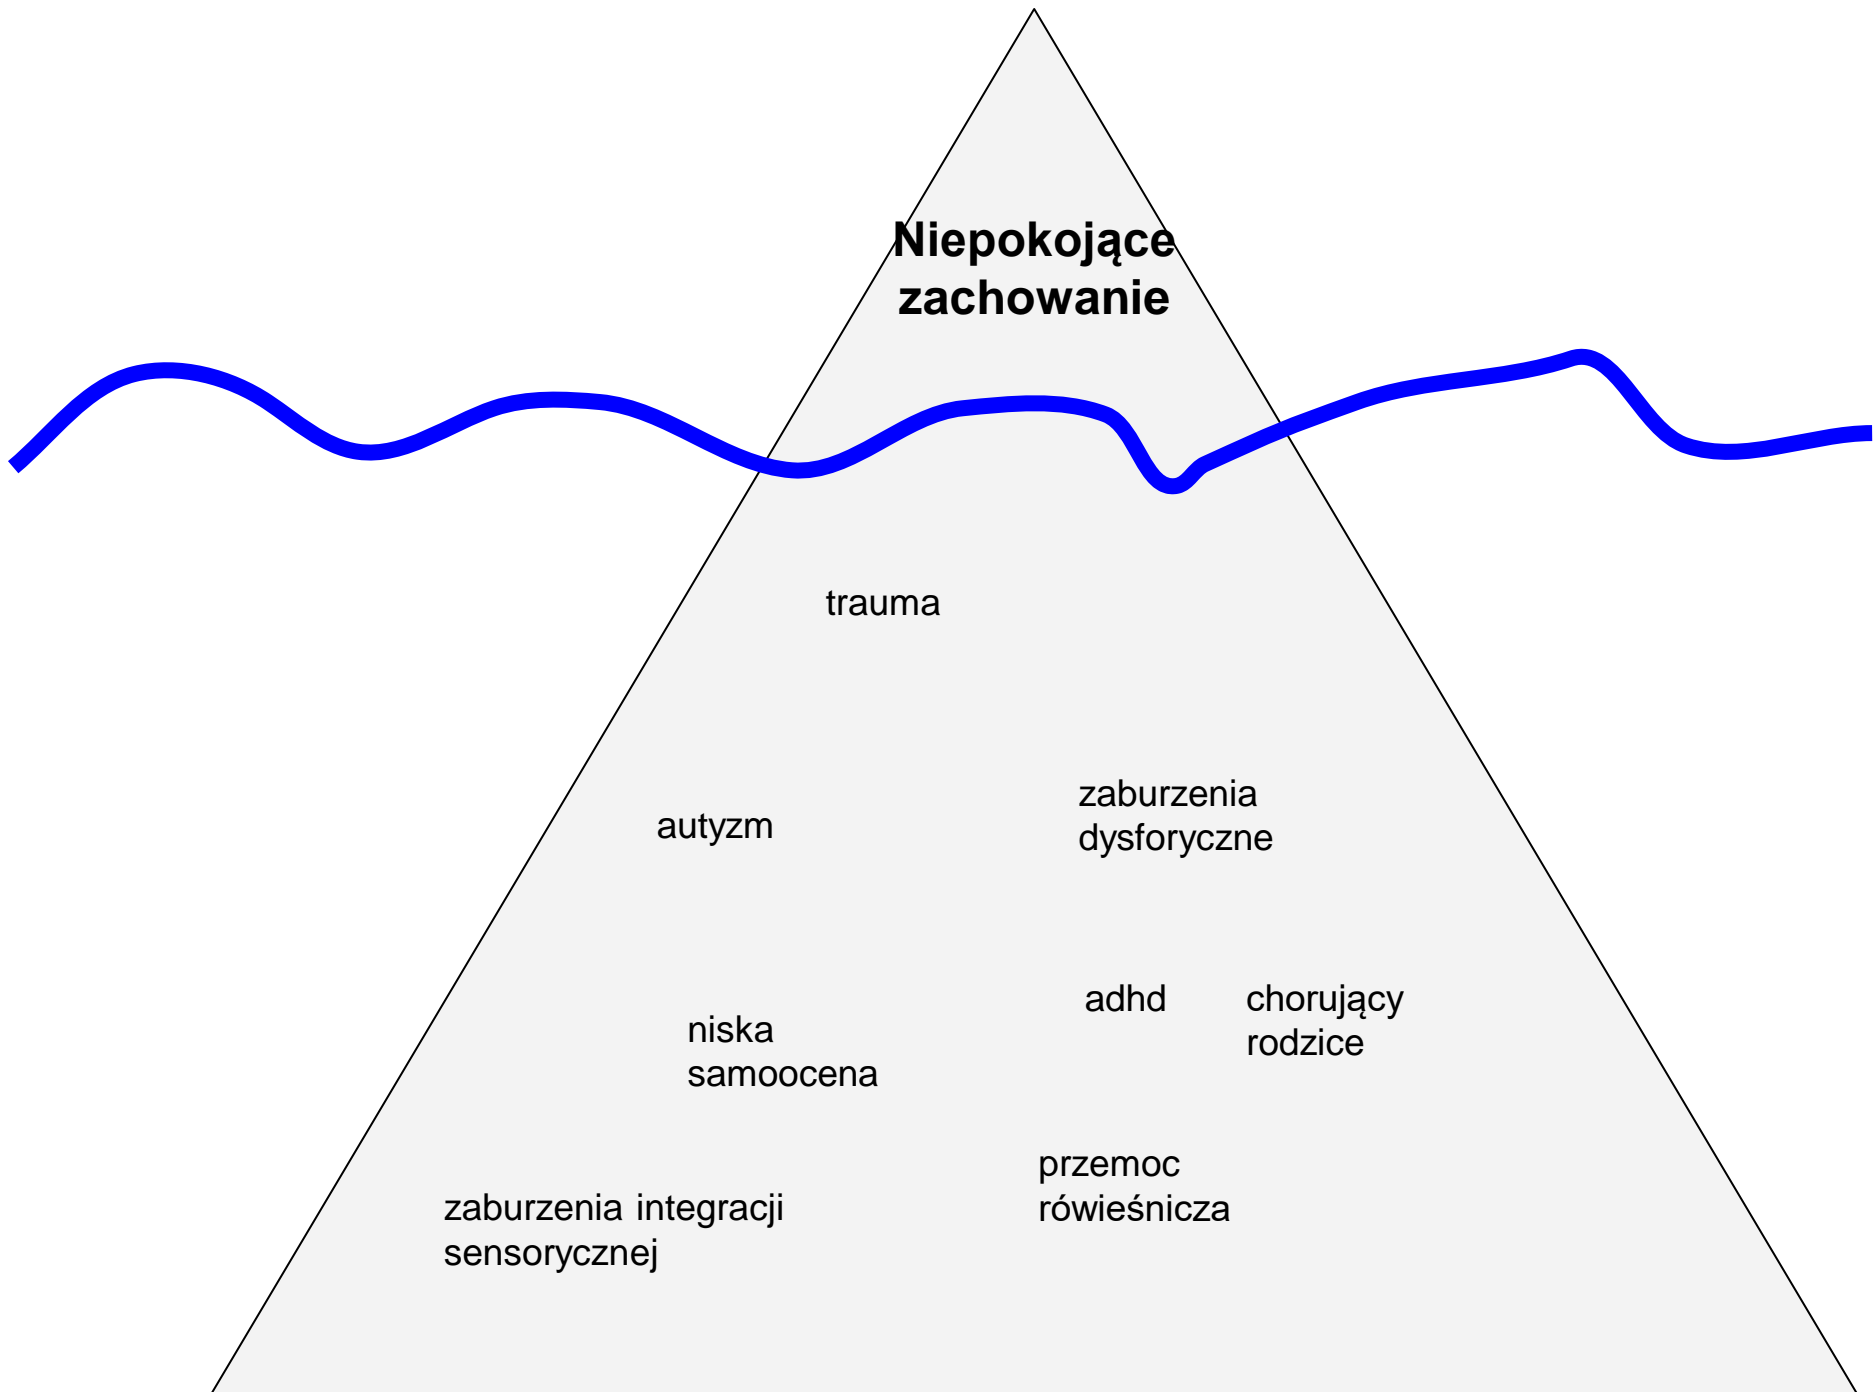 Niepokojące
zachowanie
trauma
autyzm
zaburzenia
dysforyczne
niska
samoocena
adhd
chorujący
rodzice
zaburzenia integracji
sensorycznej
przemoc
rówieśnicza